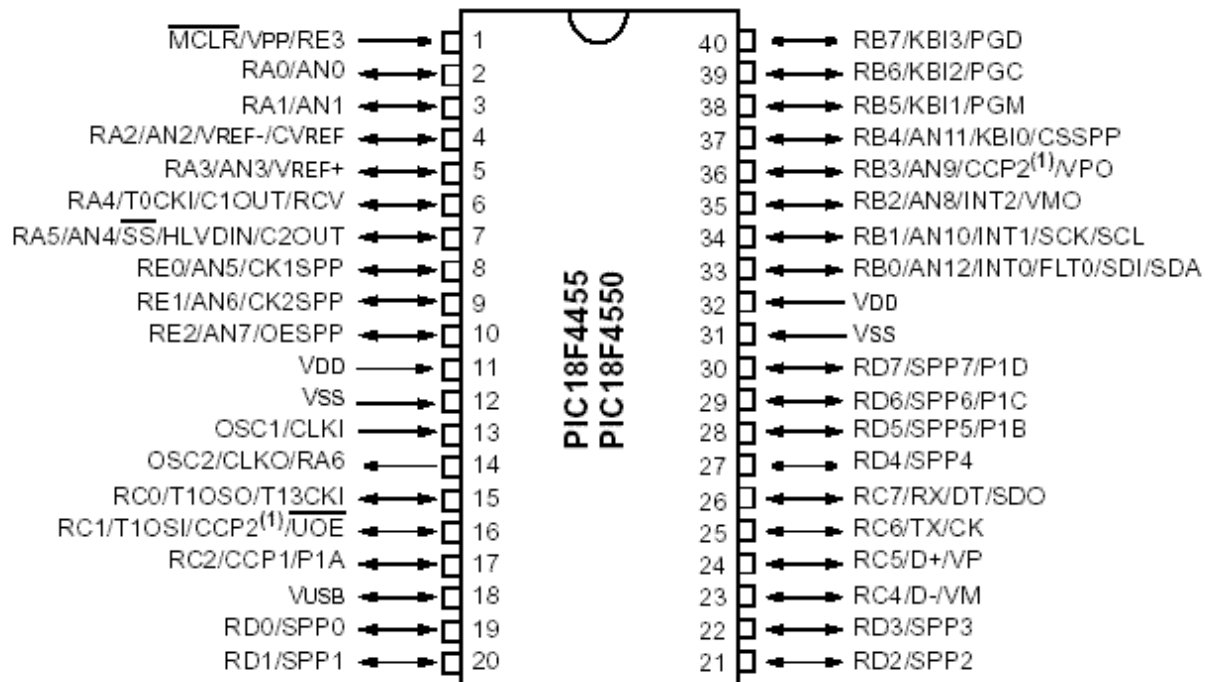 MCLR/VPP/RE3 1
RA0/AN0 2
RA1/AN1 3
RA2/AN2/VREF-/CVREF 4
RA3/AN3/VREF+ 5
RA4/T0CKI/C1OUT/RCV 6
RA5/AN4/SS/HLVDIN/C2OUT 7
RE0/AN5/CK1SPP 8
RE1/AN6/CK2SPP 9
RE2/AN7/OESPP 10
VDD 11
VSS 12
OSC1/CLKI 13
OSC2/CLKO/RA6 14
RC0/T1OSO/T13CKI 15
RC1/T1OSI/CCP2(1)/UOE 16
RC2/CCP1/P1A 17
VUSB 18
RD0/SPP0 19
RD1/SPP1 20
PIC18F4455
PIC18F4550
40 RB7/KBI3/PGD
39 RB6/KBI2/PGC
38 RB5/KBI1/PGM
37 RB4/AN11/KBI0/CSSPP
36 RB3/AN9/CCP2(1)/VPO
35 RB2/AN8/INT2/VMO
34 RB1/AN10/INT1/SCK/SCL
33 RB0/AN12/INT0/FLT0/SDI/SDA
32 VDD
31 VSS
30 RD7/SPP7/P1D
29 RD6/SPP6/P1C
28 RD5/SPP5/P1B
27 RD4/SPP4
26 RC7/RX/DT/SDO
25 RC6/TX/CK
24 RC5/D+/VP
23 RC4/D-/VM
22 RD3/SPP3
21 RD2/SPP2